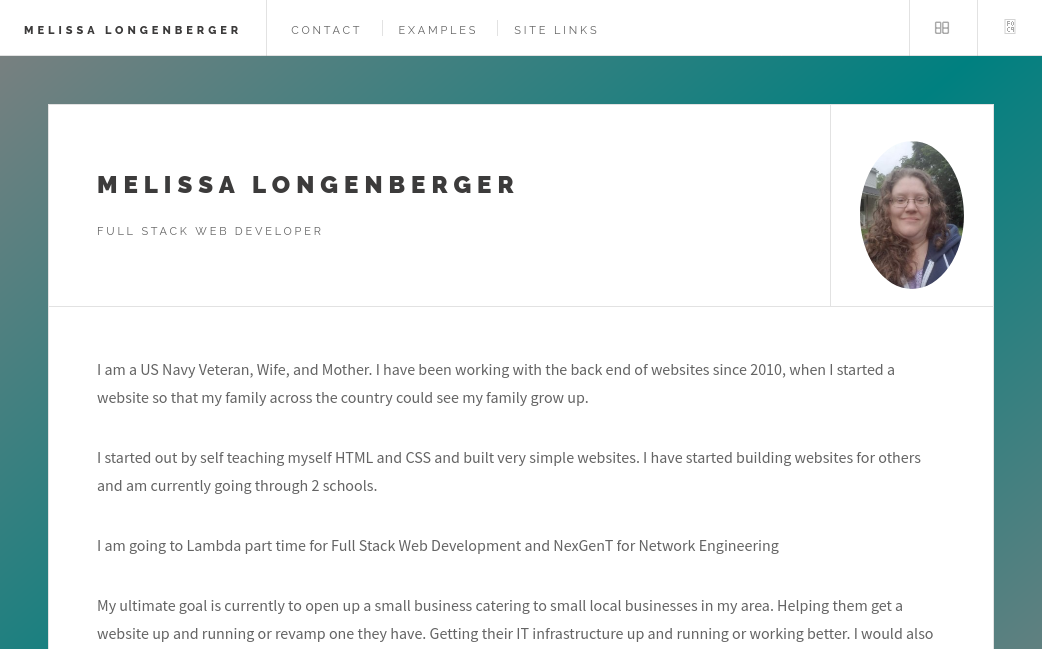 MELISSA LONGENBERGER
CONTACT
EXAMPLES
SITE LINKS
MELISSA LONGENBERGER
FULL STACK WEB DEVELOPER
I am a US Navy Veteran, Wife, and Mother. I have been working with the back end of websites since 2010, when I started a
website so that my family across the country could see my family grow up.
I started out by self teaching myself HTML and CSS and built very simple websites. I have started building websites for others
and am currently going through 2 schools.
I am going to Lambda part time for Full Stack Web Development and NexGenT for Network Engineering
My ultimate goal is currently to open up a small business catering to small local businesses in my area. Helping them get a
website up and running or revamp one they have. Getting their IT infrastructure up and running or working better. I would also